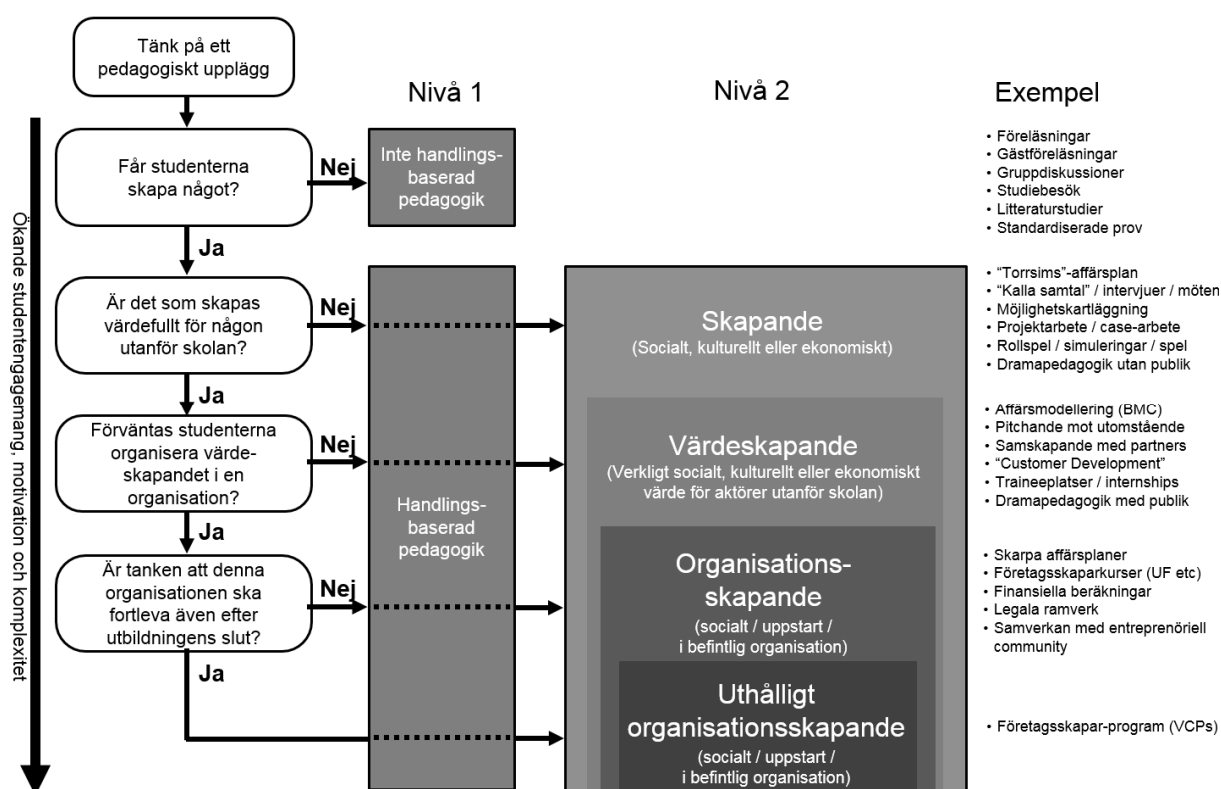 Tänk på ett
pedagogiskt upplägg
Nivå 1
Nivå 2
Exempel
Får studenterna
skapa något?
Nej
Inte handlings-
baserad
pedagogik
• Föreläsningar
• Gästföreläsningar
• Gruppdiskussioner
• Studiebesök
• Litteraturstudier
• Standardiserade prov
Ja
Är det som skapas
värdefullt för någon
utanför skolan?
Nej
Skapande
(Socialt, kulturellt eller ekonomiskt)
• “Torrsims”-affärsplan
• “Kalla samtal” / intervjuer / möten
• Möjlighetskartläggning
• Projektarbete / case-arbete
• Rollspel / simuleringar / spel
• Dramapedagogik utan publik
Ja
Förväntas studenterna
organisera värde-
skapandet i en
organisation?
Nej
Värdeskapande
(Verkligt socialt, kulturellt eller ekonomiskt
värde för aktörer utanför skolan)
• Affärsmodellering (BMC)
• Pitchande mot utomstående
• Samskapande med partners
• “Customer Development”
• Traineeplatser / internships
• Dramapedagogik med publik
Handlings-
baserad
pedagogik
Ja
Är tanken att denna
organisationen ska
fortleva även efter
utbildningens slut?
Nej
Organisations-
skapande
(socialt / uppstart /
i befintlig organisation)
• Skarpa affärsplaner
• Företagsskaparkurser (UF etc)
• Finansiella beräkningar
• Legala ramverk
• Samverkan med entreprenöriell
community
Ja
Uthålligt
organisationsskapande
(socialt / uppstart /
i befintlig organisation)
• Företagsskapar-program (VCPs)
Ökande studentengagemang, motivation och komplexitet